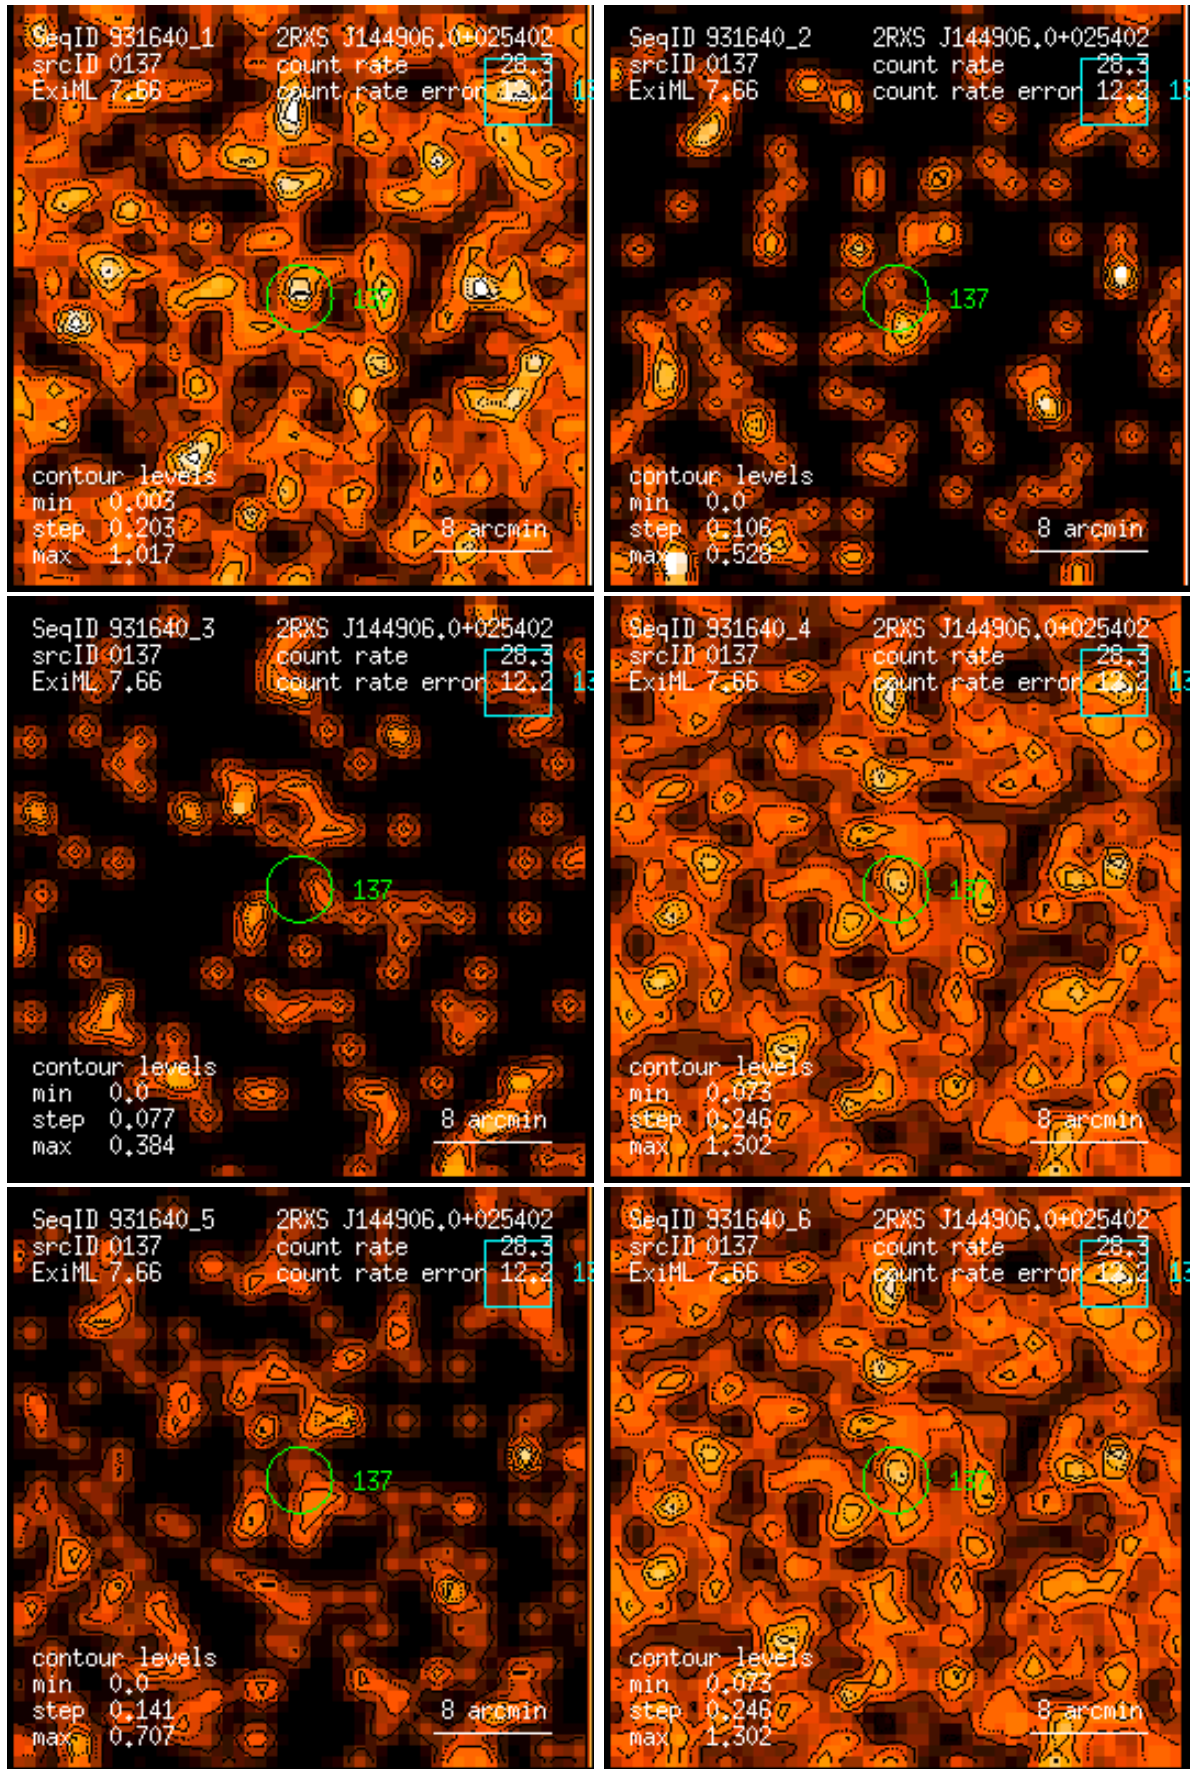 SeqID 931640_1 2RXS J144906.0+025402
srcID 0137 count rate 28.3
ExiML 7.66 count rate error 12.2
137
contour levels
min 0.003
step 0.203 8 arcmin
max 1.017
SeqID 931640_2 2RXS J144906.0+025402
srcID 0137 count rate 28.3
ExiML 7.66 count rate error 12.2
137
contour levels
min 0.0
step 0.106 8 arcmin
max 0.528
SeqID 931640_3 2RXS J144906.0+025402
srcID 0137 count rate 28.3
ExiML 7.66 count rate error 12.2
137
contour levels
min 0.0
step 0.077 8 arcmin
max 0.384
SeqID 931640_4 2RXS J144906.0+025402
srcID 0137 count rate 28.3
ExiML 7.66 count rate error 12.2
137
contour levels
min 0.073
step 0.246 8 arcmin
max 1.302
SeqID 931640_5 2RXS J144906.0+025402
srcID 0137 count rate 28.3
ExiML 7.66 count rate error 12.2
137
contour levels
min 0.0
step 0.141 8 arcmin
max 0.707
SeqID 931640_6 2RXS J144906.0+025402
srcID 0137 count rate 28.3
ExiML 7.66 count rate error 12.2
137
contour levels
min 0.073
step 0.246 8 arcmin
max 1.302